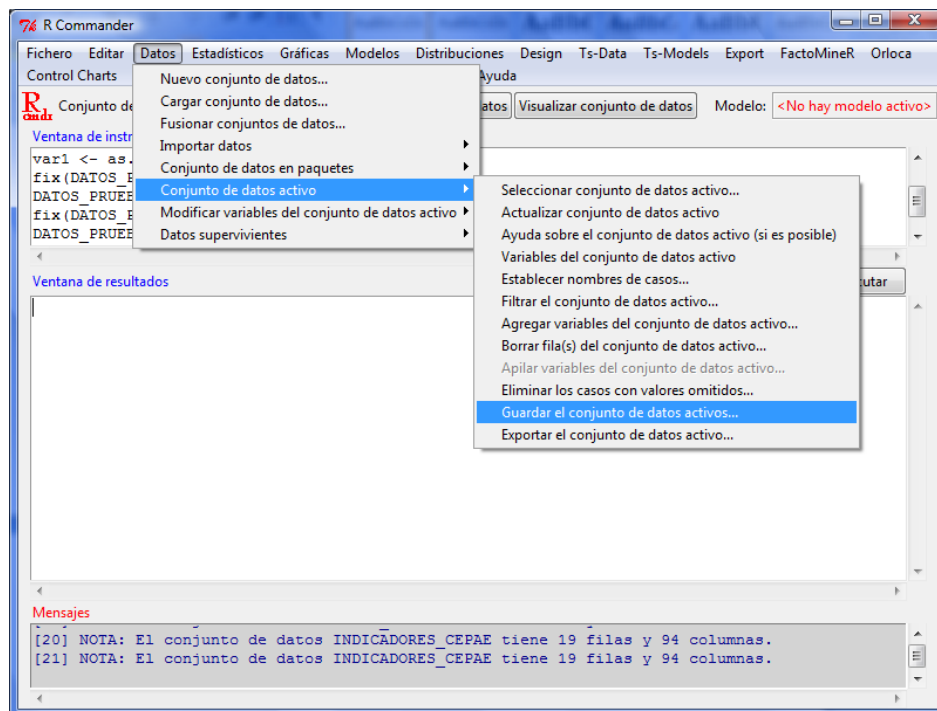 R Commander
Fichero Editar Datos Estadísticos Gráficas Modelos Distribuciones Design Ts-Data Ts-Models Export FactoMineR Orloca
Control Charts Ayuda
Nuevo conjunto de datos...
Cargar conjunto de datos...
Fusionar conjuntos de datos...
Importar datos
Conjunto de datos en paquetes
Conjunto de datos activo
Modificar variables del conjunto de datos activo
Datos supervivientes
R cmdr Conjunto de atos Visualizar conjunto de datos Modelo: <No hay modelo activo>
Ventana de instr
var1 <- as.
fix(DATOS_P
DATOS_PRUEB
fix(DATOS_P
DATOS_PRUEB
Seleccionar conjunto de datos activo...
Actualizar conjunto de datos activo
Ayuda sobre el conjunto de datos activo (si es posible)
Variables del conjunto de datos activo
Establecer nombres de casos...
Filtrar el conjunto de datos activo...
Agregar variables del conjunto de datos activo...
Borrar fila(s) del conjunto de datos activo...
Apilar variables del conjunto de datos activo...
Eliminar los casos con valores omitidos...
Guardar el conjunto de datos activos...
Exportar el conjunto de datos activo...
Ventana de resultados cutar
Mensajes
[20] NOTA: El conjunto de datos INDICADORES_CEPAE tiene 19 filas y 94 columnas.
[21] NOTA: El conjunto de datos INDICADORES_CEPAE tiene 19 filas y 94 columnas.